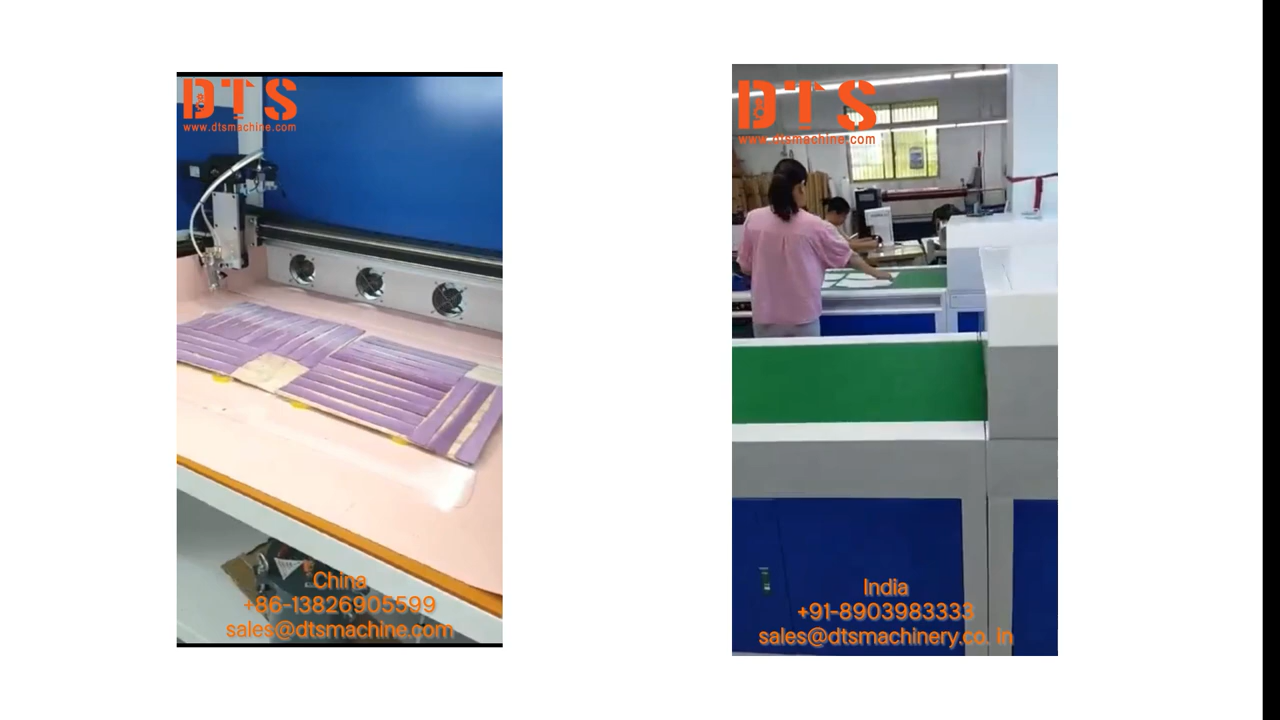 DTS
www.dtsmachine.com
China
+86-13826905599
sales@dtsmachine.com
DTS
www.dtsmachine.com
India
+91-8903983333
sales@dtsmachinery.co. in